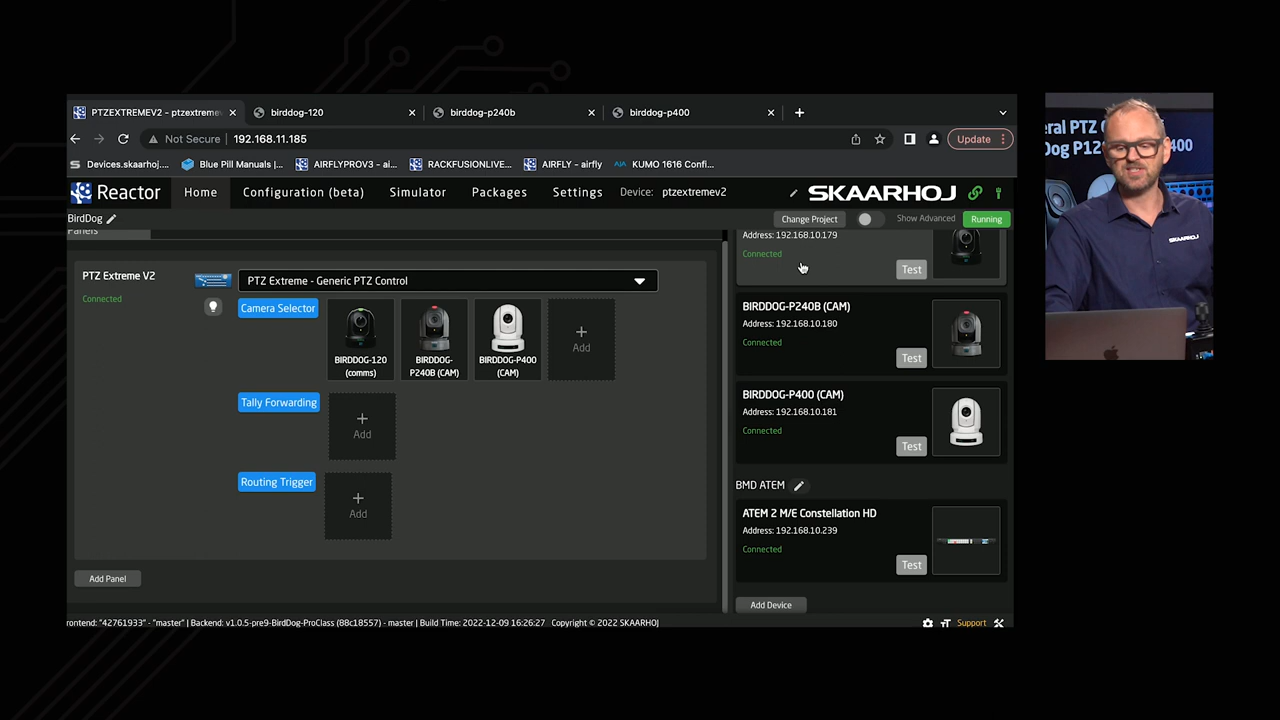 PTZEXTREMEV2 - ptzextreme
birddog-120
birddog-p240b
birddog-p400
Not Secure
192.168.11.185
Update
Devices.skaarhoj....
Blue Pill Manuals |...
AIRFLYPROV3 - ai...
RACKFUSIONLIVE...
AIRFLY - airfly
KUMO 1616 Confi...
Reactor
Home
Configuration (beta)
Simulator
Packages
Settings
Device: ptzextremev2
SKAARHOJ
BirdDog
Change Project
Show Advanced
Running
Panels
PTZ Extreme V2
Connected
PTZ Extreme - Generic PTZ Control
Camera Selector
BIRDDOG-120
(comms)
BIRDDOG-
P240B (CAM)
BIRDDOG-P400
(CAM)
+
Add
Tally Forwarding
+
Add
Routing Trigger
+
Add
Add Panel
Address: 192.168.10.179
Connected
Test
BIRDDOG-P240B (CAM)
Address: 192.168.10.180
Connected
Test
BIRDDOG-P400 (CAM)
Address: 192.168.10.181
Connected
Test
BMD ATEM
ATEM 2 M/E Constellation HD
Address: 192.168.10.239
Connected
Test
Add Device
rontend: "42761933" - "master" | Backend: v1.0.5-pre9-BirdDog-ProClass (88c18557) - master | Build Time: 2022-12-09 16:26:27 Copyright © 2022 SKAARHOJ
Support
eral PTZ C
Dog P12
400
SKAARHOJ